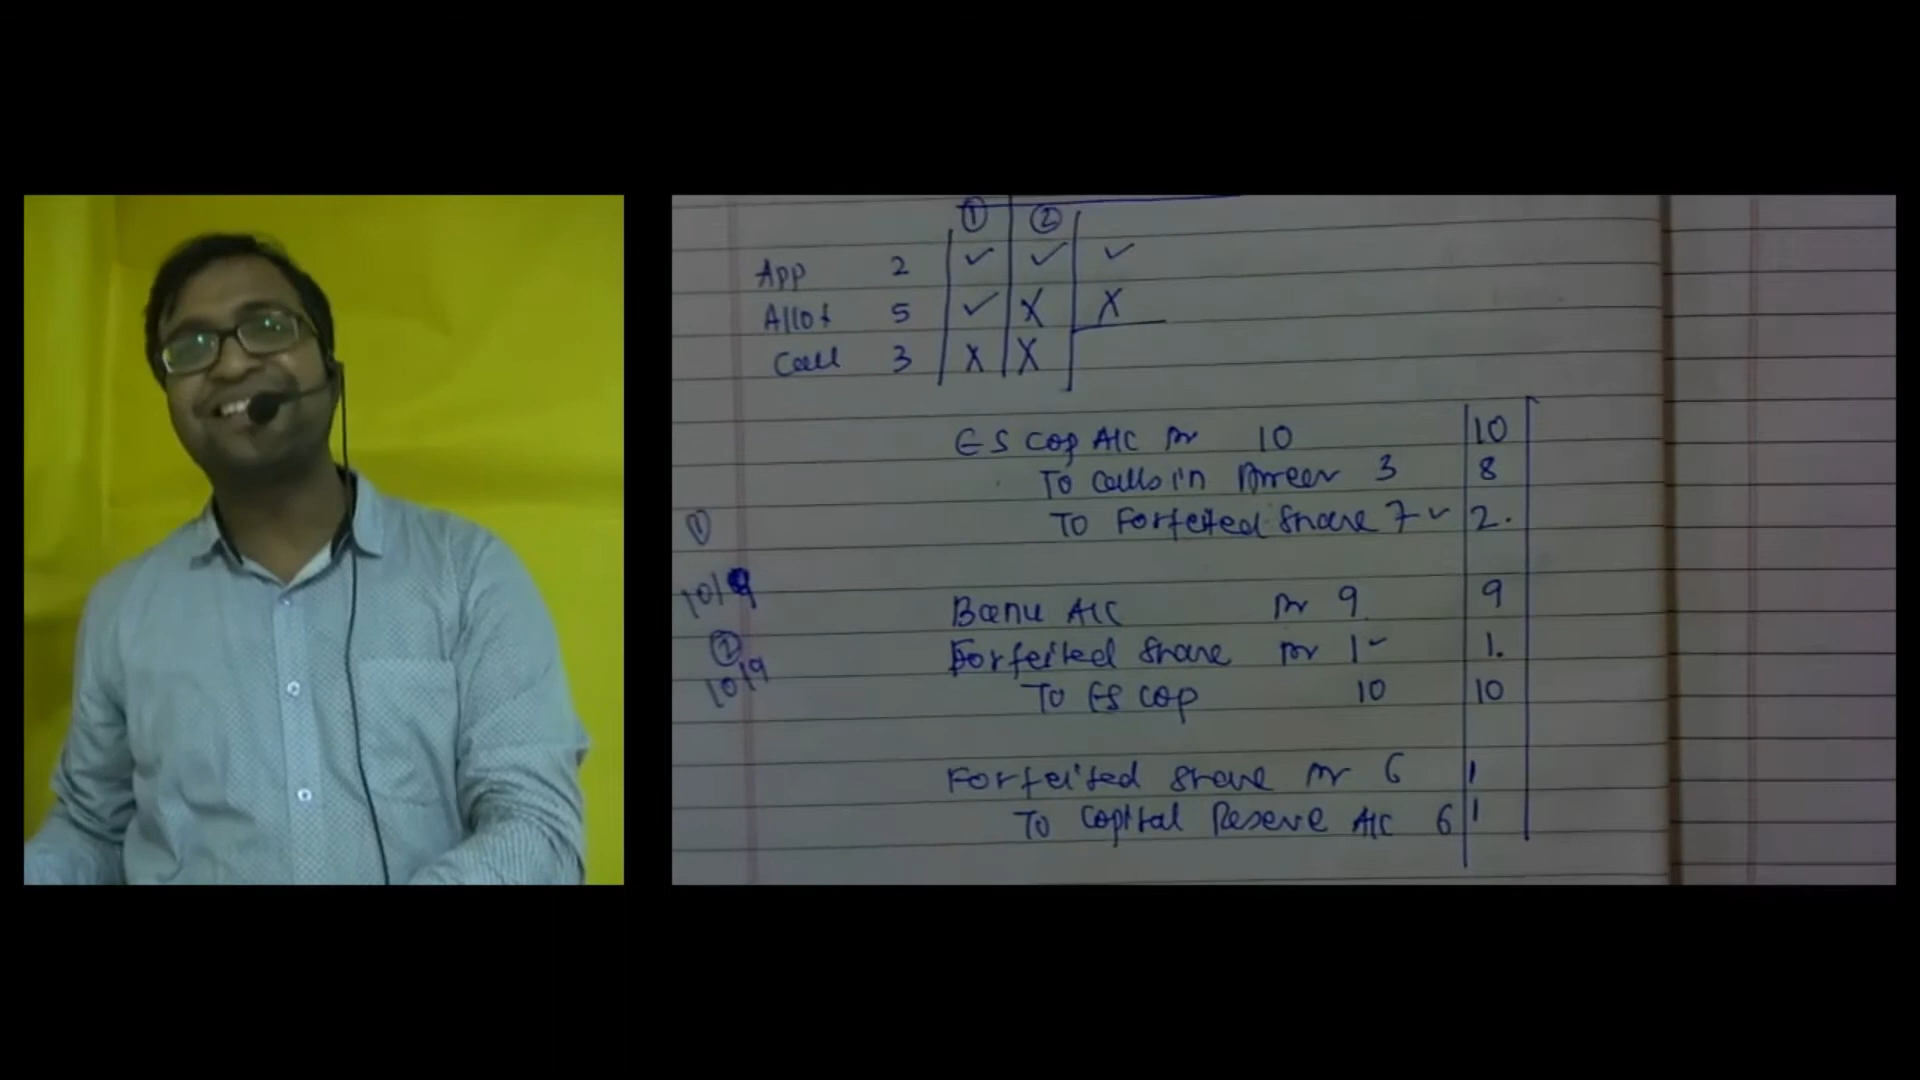 ① ②
App 2 ✓ ✓ ✓
Allot 5 ✓ X X
Call 3 X X
ES Cap A/C Dr 10 10
To Calls in Arrear 3 8
① To Forfeited Share 7 ✓ 2.
10/9 Bank A/C Dr 9 9
② Forfeited Share Dr 1 ✓ 1.
10/9 To ES Cap 10 10
Forfeited Share Dr 6 1
To Capital Reserve A/C 6 1